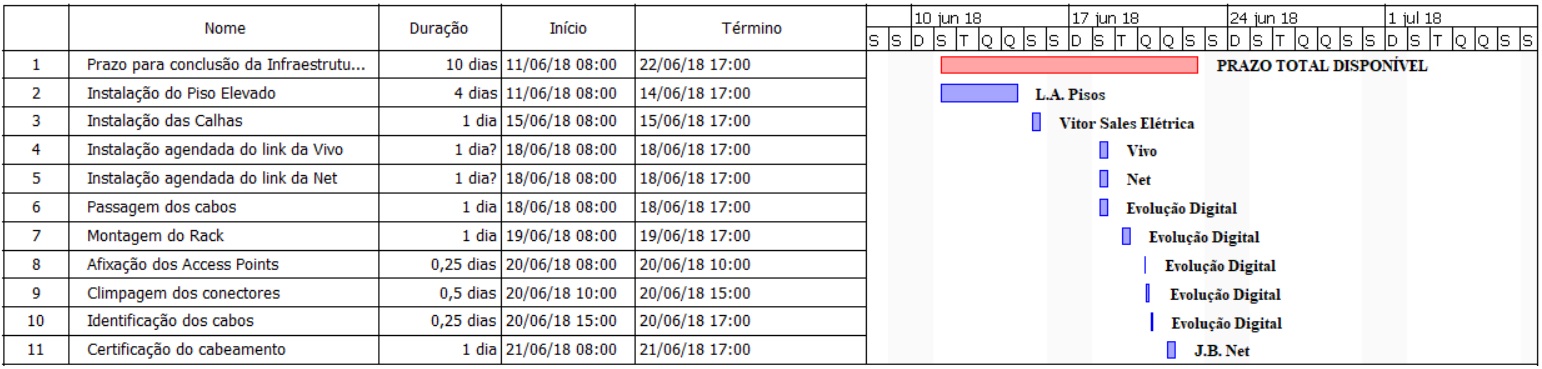 Nome Duração Início Término 10 jun 18 17 jun 18 24 jun 18 1 jul 18
S S D S T Q Q S S D S T Q Q S S D S T Q Q S S D S T Q Q S S
1 Prazo para conclusão da Infraestrutu... 10 dias 11/06/18 08:00 22/06/18 17:00 PRAZO TOTAL DISPONÍVEL
2 Instalação do Piso Elevado 4 dias 11/06/18 08:00 14/06/18 17:00 L.A. Pisos
3 Instalação das Calhas 1 dia 15/06/18 08:00 15/06/18 17:00 Vitor Sales Elétrica
4 Instalação agendada do link da Vivo 1 dia? 18/06/18 08:00 18/06/18 17:00 Vivo
5 Instalação agendada do link da Net 1 dia? 18/06/18 08:00 18/06/18 17:00 Net
6 Passagem dos cabos 1 dia 18/06/18 08:00 18/06/18 17:00 Evolução Digital
7 Montagem do Rack 1 dia 19/06/18 08:00 19/06/18 17:00 Evolução Digital
8 Afixação dos Access Points 0,25 dias 20/06/18 08:00 20/06/18 10:00 Evolução Digital
9 Climpagem dos conectores 0,5 dias 20/06/18 10:00 20/06/18 15:00 Evolução Digital
10 Identificação dos cabos 0,25 dias 20/06/18 15:00 20/06/18 17:00 Evolução Digital
11 Certificação do cabeamento 1 dia 21/06/18 08:00 21/06/18 17:00 J.B. Net